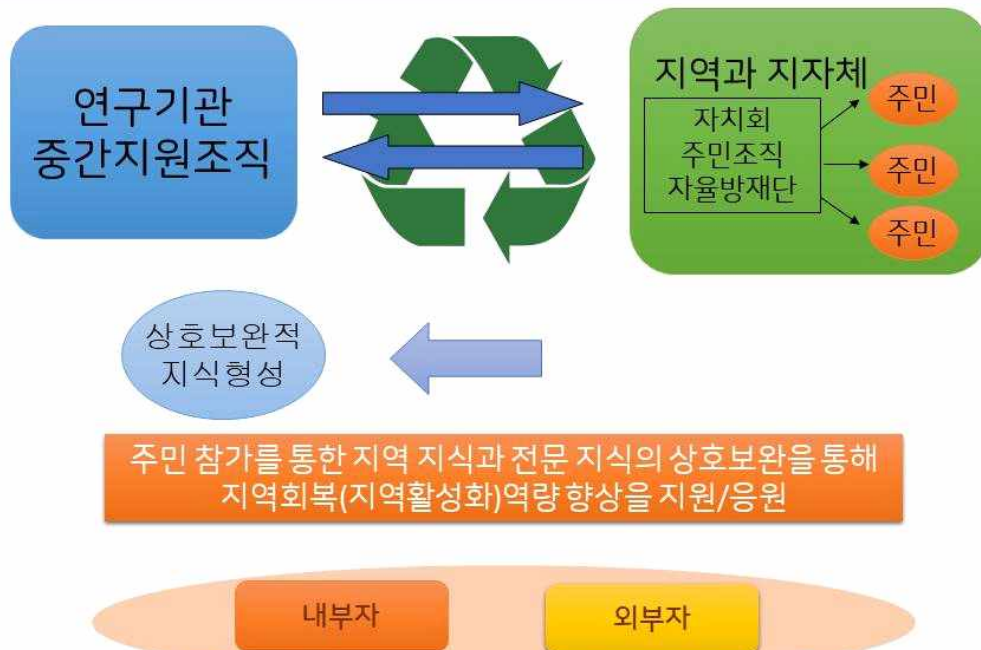 연구기관
중간지원조직
지역과 지자체
자치회
주민조직
자율방재단
주민
주민
주민
상호보완적
지식형성
주민 참가를 통한 지역 지식과 전문 지식의 상호보완을 통해
지역회복(지역활성화)역량 향상을 지원/응원
내부자
외부자